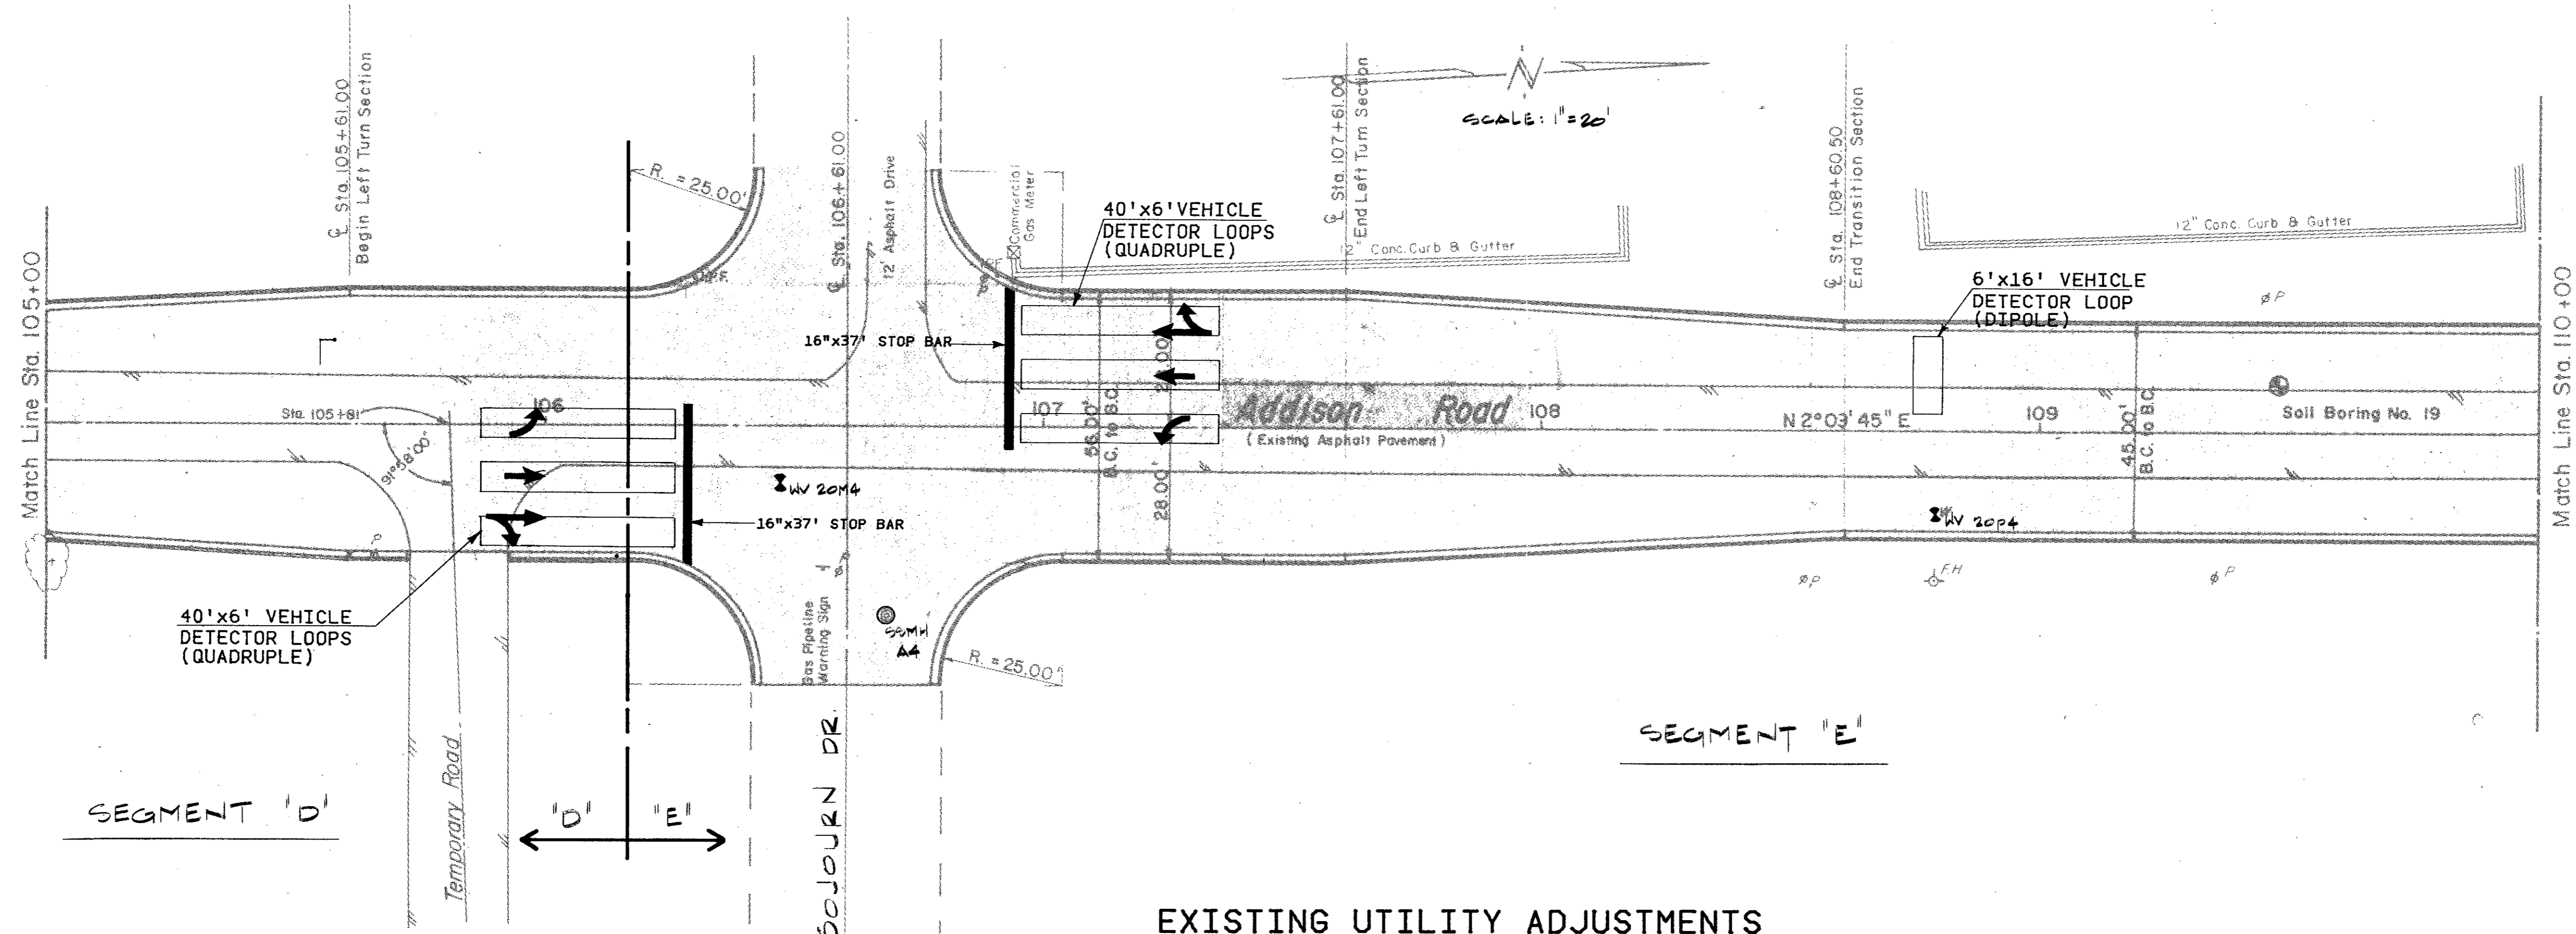 Match Line Sta. 105+00
℄ Sta. 105+61.00
Begin Left Turn Section
R. = 25.00'
℄ Sta. 106+61.00
12' Asphalt Drive
Commercial
Gas Meter
40'x6' VEHICLE
DETECTOR LOOPS
(QUADRUPLE)
℄ Sta. 107+61.00
End Left Turn Section
N
SCALE: 1"=20'
12" Conc. Curb & Gutter
℄ Sta. 108+60.50
End Transition Section
12" Conc. Curb & Gutter
6'x16' VEHICLE
DETECTOR LOOP
(DIPOLE)
P
Match Line Sta. 110+00
16"x37' STOP BAR
Sta. 105+81
91°58'00"
106
107
Addison Road
(Existing Asphalt Pavement)
108
N 2°03'45" E
109
Soil Boring No. 19
56.00'
B.C. to B.C.
28.00'
45.00'
B.C. to B.C.
WV 20M4
16"x37' STOP BAR
WV 20P4
P
F.H
P
40'x6' VEHICLE
DETECTOR LOOPS
(QUADRUPLE)
Gas Pipeline
Warning Sign
SSMH
A4
R. = 25.00'
Temporary Road
SEGMENT 'D'
"D"
"E"
SOJOURN DR.
SEGMENT "E"
EXISTING UTILITY ADJUSTMENTS